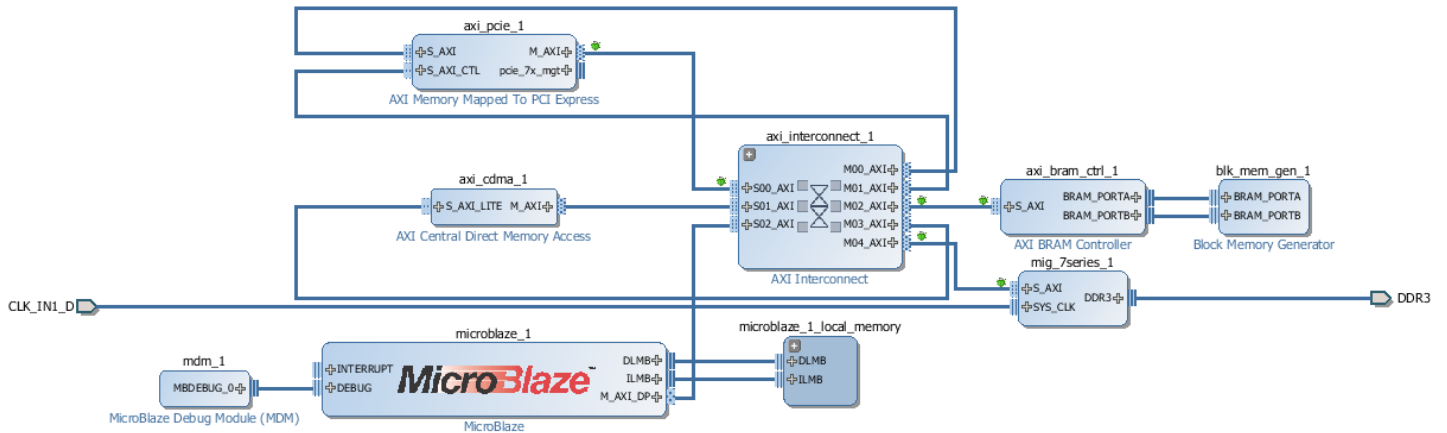 axi_pcie_1
S_AXI
M_AXI
S_AXI_CTL
pcie_7x_mgt
AXI Memory Mapped To PCI Express
axi_interconnect_1
M00_AXI
S00_AXI
M01_AXI
S01_AXI
M02_AXI
S02_AXI
M03_AXI
M04_AXI
AXI Interconnect
axi_cdma_1
S_AXI_LITE
M_AXI
AXI Central Direct Memory Access
axi_bram_ctrl_1
BRAM_PORTA
S_AXI
BRAM_PORTB
AXI BRAM Controller
blk_mem_gen_1
BRAM_PORTA
BRAM_PORTB
Block Memory Generator
mig_7series_1
S_AXI
DDR3
SYS_CLK
CLK_IN1_D
DDR3
microblaze_1
INTERRUPT
DEBUG
MicroBlaze™
DLMB
ILMB
M_AXI_DP
MicroBlaze
microblaze_1_local_memory
DLMB
ILMB
mdm_1
MBDEBUG_0
MicroBlaze Debug Module (MDM)